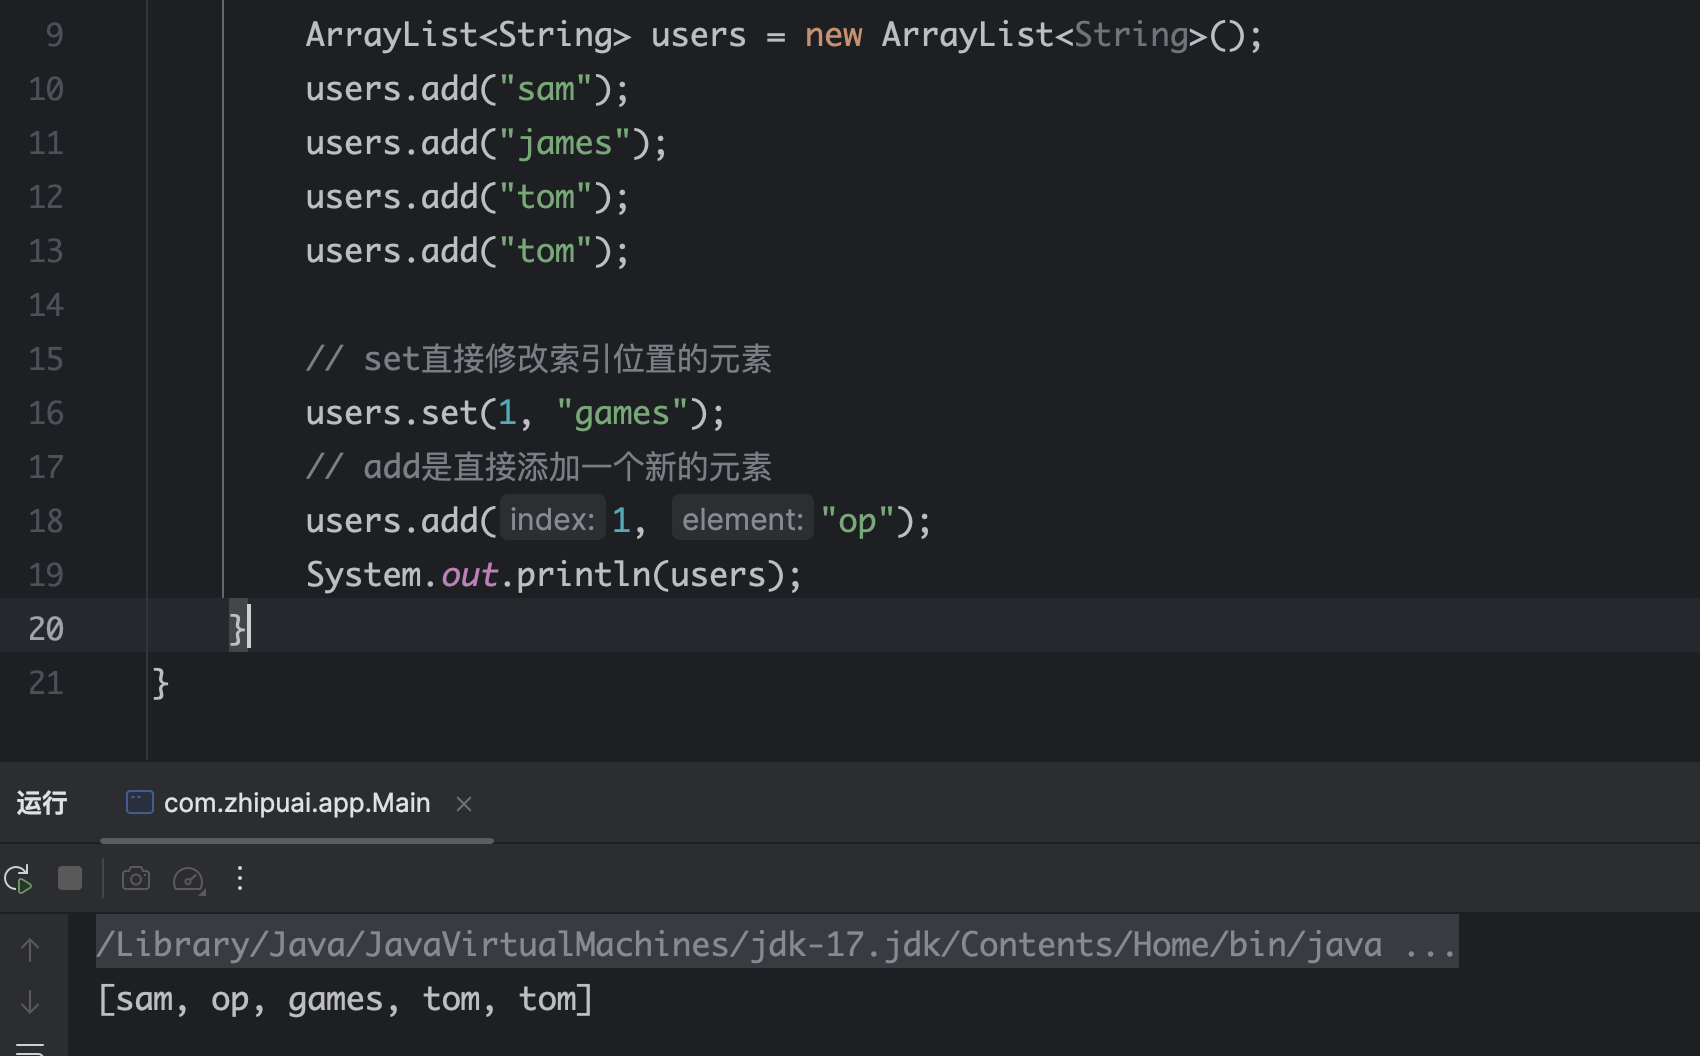 9 ArrayList<String> users = new ArrayList<String>();
10 users.add("sam");
11 users.add("james");
12 users.add("tom");
13 users.add("tom");
14
15 // set直接修改索引位置的元素
16 users.set(1, "games");
17 // add是直接添加一个新的元素
18 users.add( index: 1, element: "op");
19 System.out.println(users);
20 }
21 }
运行 com.zhipuai.app.Main ×
/Library/Java/JavaVirtualMachines/jdk-17.jdk/Contents/Home/bin/java ...
[sam, op, games, tom, tom]